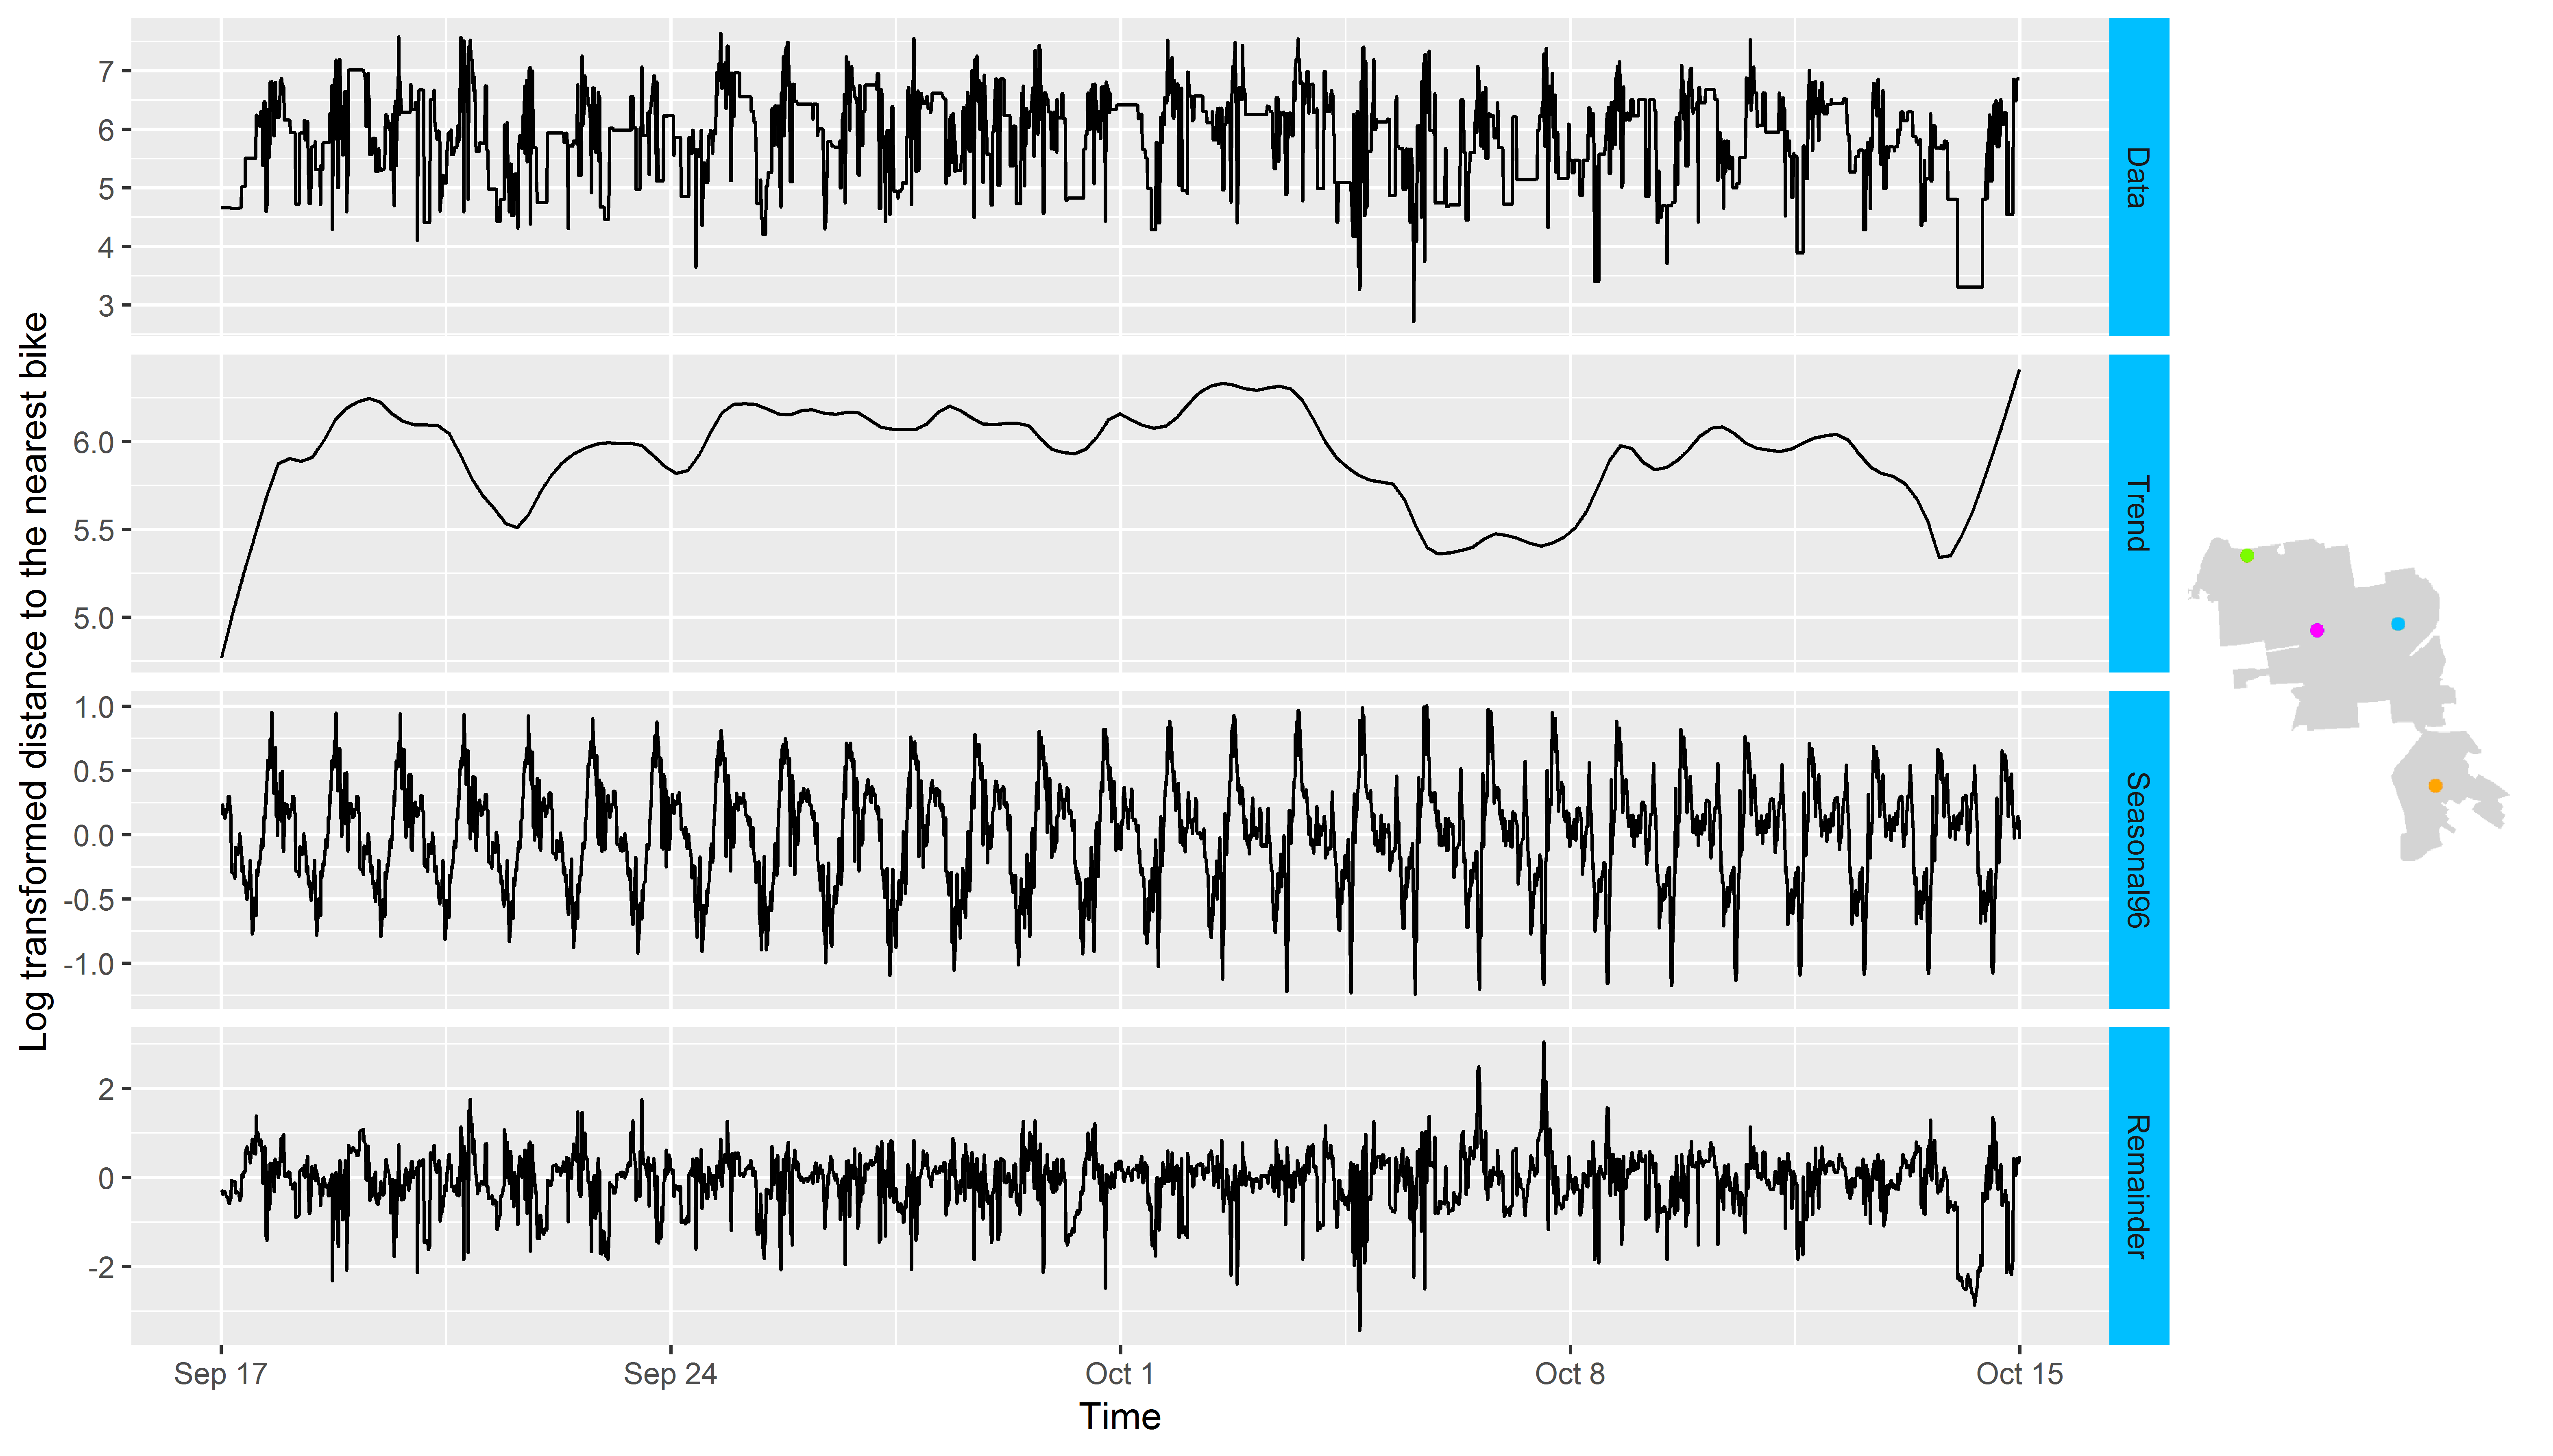 Log transformed distance to the nearest bike
7
6
5
4
3
Data
6.0
5.5
5.0
Trend
1.0
0.5
0.0
-0.5
-1.0
Seasonal96
2
0
-2
Remainder
Sep 17
Sep 24
Oct 1
Oct 8
Oct 15
Time